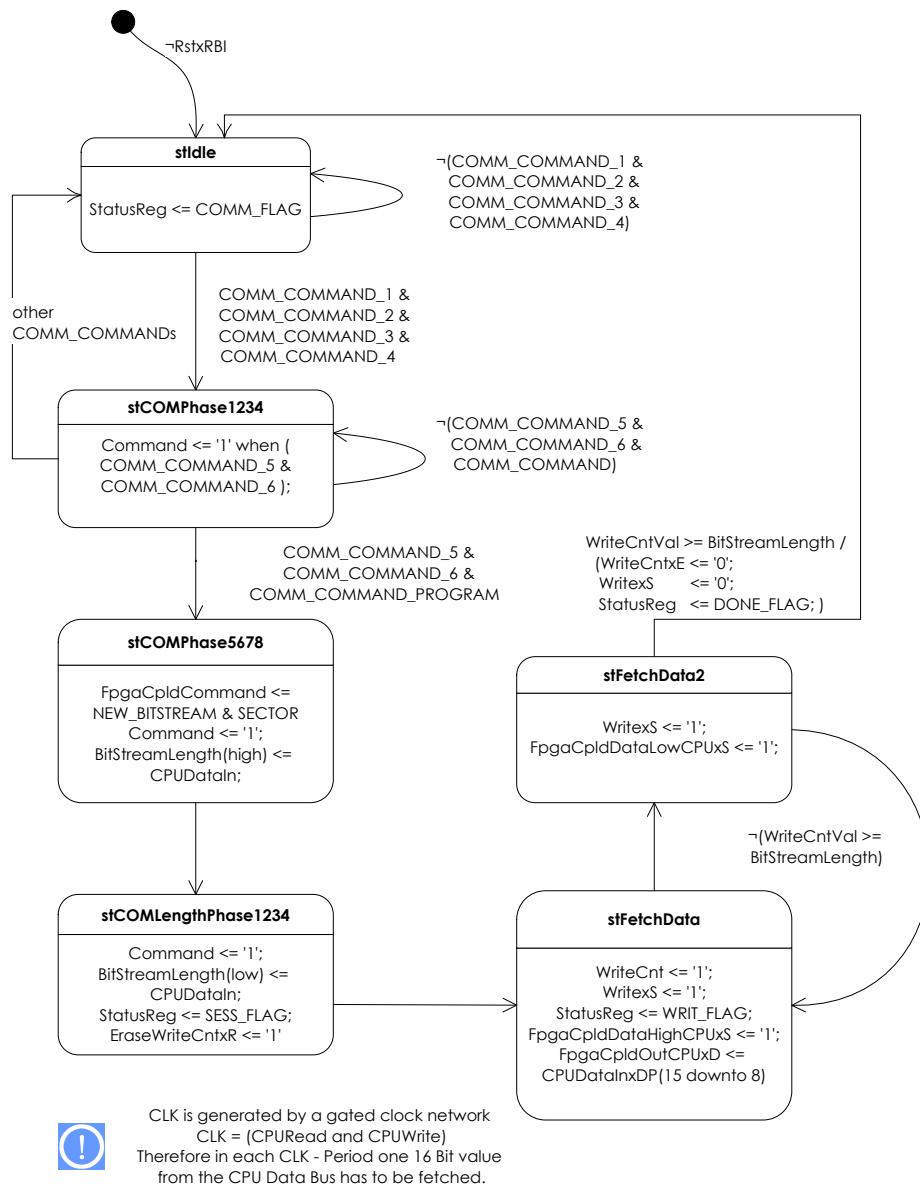 ¬RstxRBI
stIdle
StatusReg <= COMM_FLAG
¬(COMM_COMMAND_1 &
COMM_COMMAND_2 &
COMM_COMMAND_3 &
COMM_COMMAND_4)
other
COMM_COMMANDs
COMM_COMMAND_1 &
COMM_COMMAND_2 &
COMM_COMMAND_3 &
COMM_COMMAND_4
stCOMPhase1234
Command <= '1' when (
COMM_COMMAND_5 &
COMM_COMMAND_6 );
¬(COMM_COMMAND_5 &
COMM_COMMAND_6 &
COMM_COMMAND)
COMM_COMMAND_5 &
COMM_COMMAND_6 &
COMM_COMMAND_PROGRAM
WriteCntVal >= BitStreamLength /
(WriteCntxE <= '0';
WritexS <= '0';
StatusReg <= DONE_FLAG; )
stCOMPhase5678
FpgaCpldCommand <=
NEW_BITSTREAM & SECTOR
Command <= '1';
BitStreamLength(high) <=
CPUDataIn;
stFetchData2
WritexS <= '1';
FpgaCpldDataLowCPUxS <= '1';
¬(WriteCntVal >=
BitStreamLength)
stCOMLengthPhase1234
Command <= '1';
BitStreamLength(low) <=
CPUDataIn;
StatusReg <= SESS_FLAG;
EraseWriteCntxR <= '1'
stFetchData
WriteCnt <= '1';
WritexS <= '1';
StatusReg <= WRIT_FLAG;
FpgaCpldDataHighCPUxS <= '1';
FpgaCpldOutCPUxD <=
CPUDataInxDP(15 downto 8)
CLK is generated by a gated clock network
CLK = (CPURead and CPUWrite)
Therefore in each CLK - Period one 16 Bit value
from the CPU Data Bus has to be fetched.